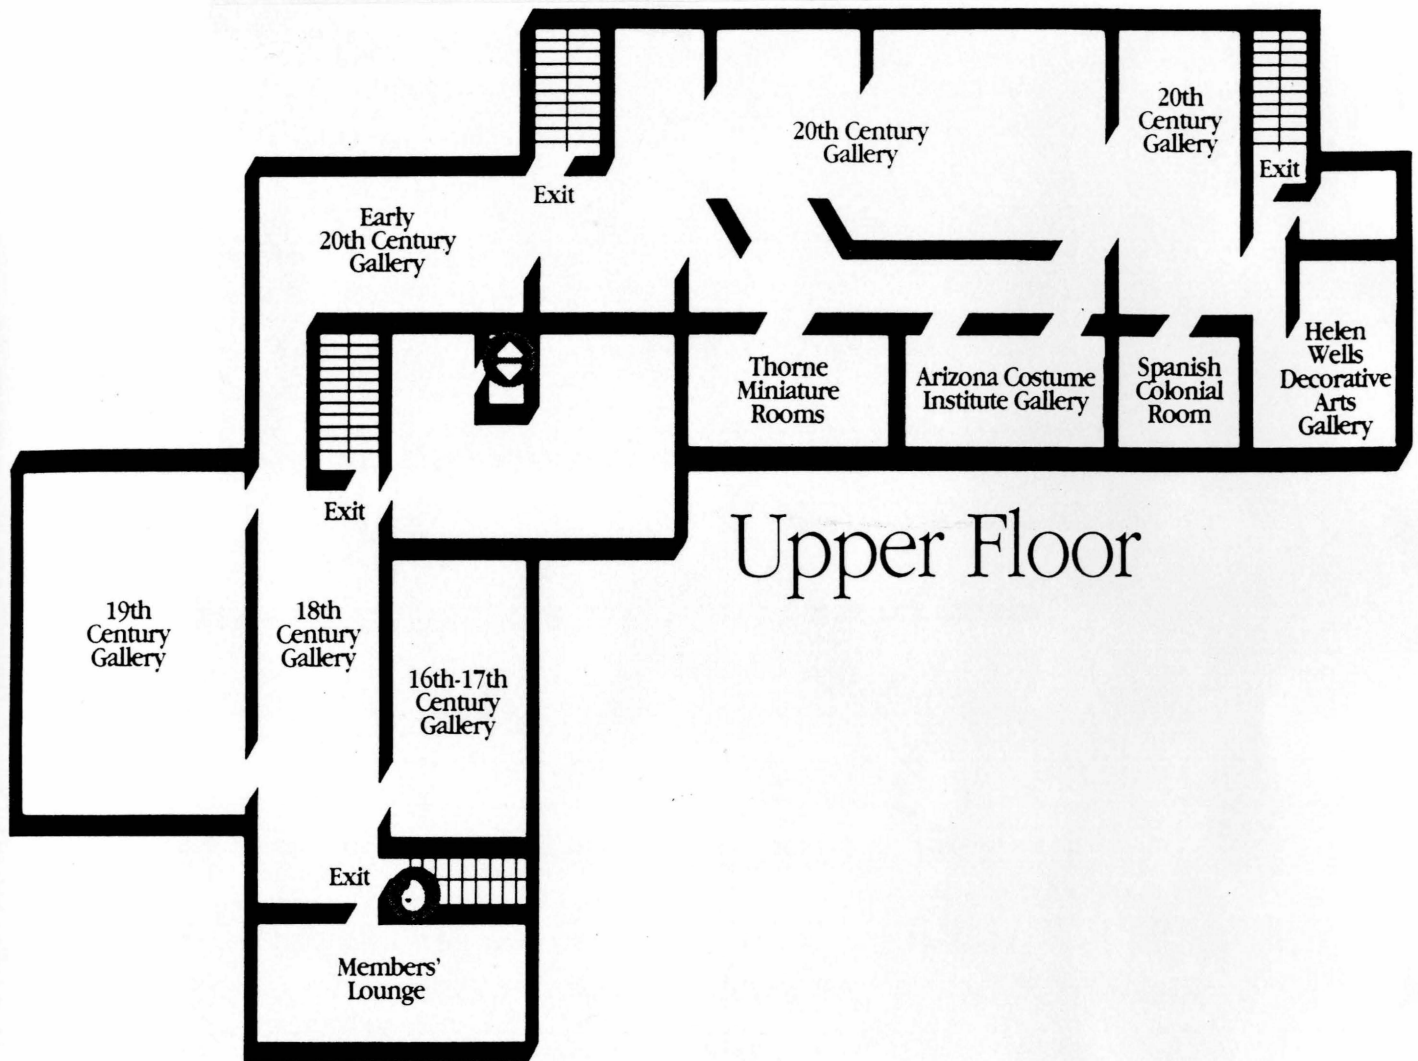 20th
Century
Gallery
20th Century
Gallery
Exit
Exit
Early
20th Century
Gallery
Thorne
Miniature
Rooms
Arizona Costume
Institute Gallery
Spanish
Colonial
Room
Helen
Wells
Decorative
Arts
Gallery
Exit
Upper Floor
19th
Century
Gallery
18th
Century
Gallery
16th-17th
Century
Gallery
Exit
Members'
Lounge